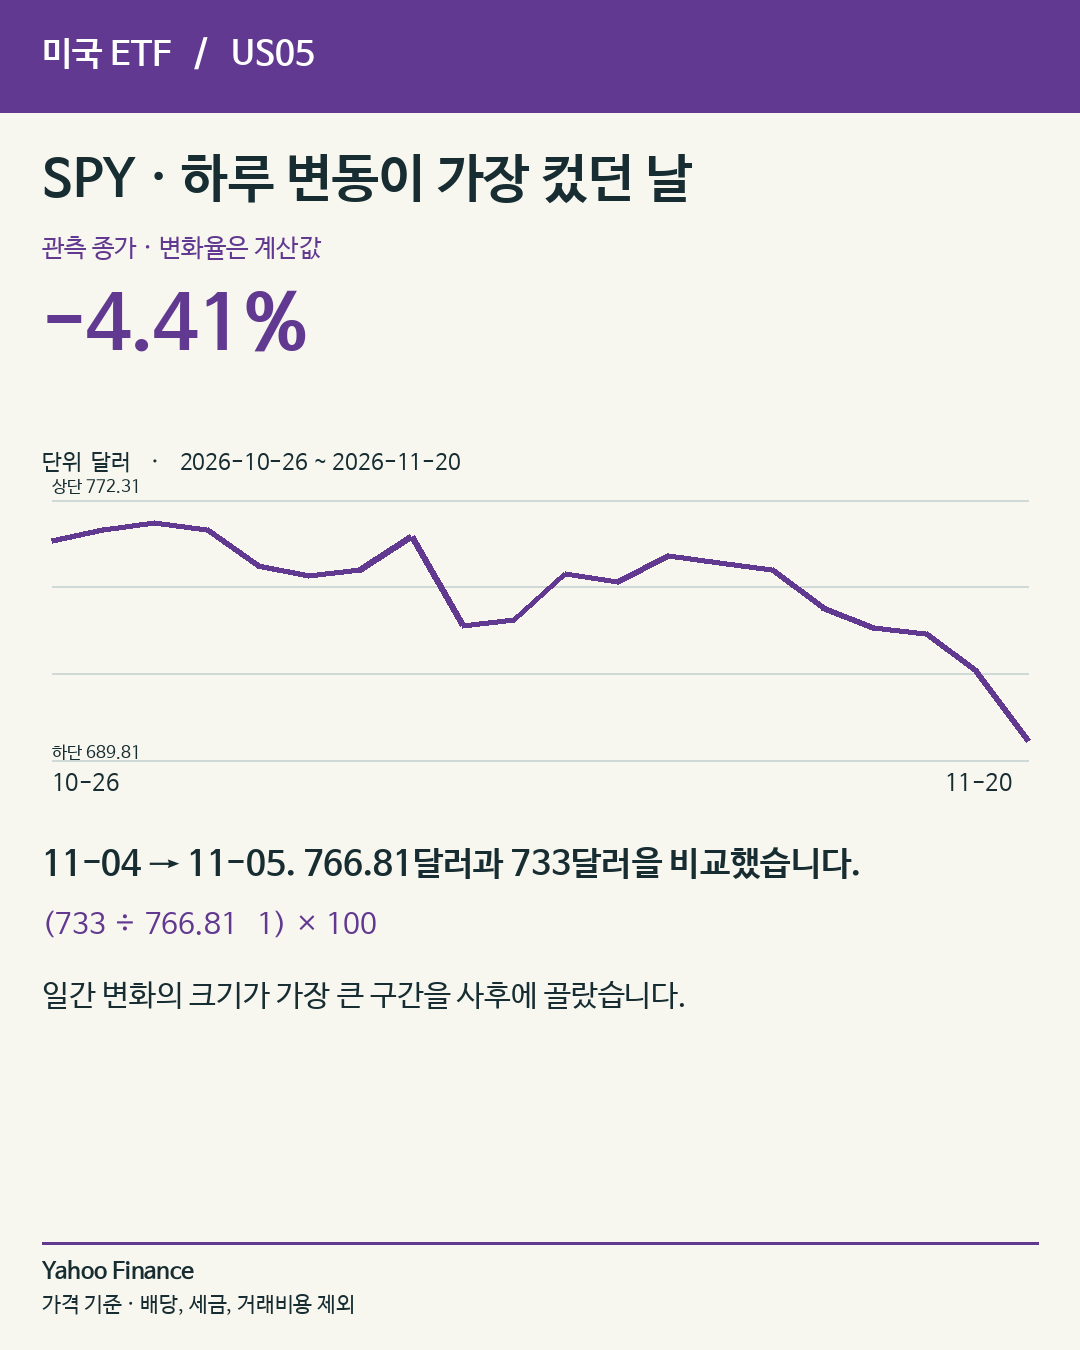 미국 ETF / US05
SPY · 하루 변동이 가장 컸던 날
관측 종가 · 변화율은 계산값
-4.41%
단위 달러 · 2026-10-26 ~ 2026-11-20
상단 772.31
하단 689.81
10-26 11-20
11-04 → 11-05. 766.81달러과 733달러을 비교했습니다.
(733 ÷ 766.81 1) × 100
일간 변화의 크기가 가장 큰 구간을 사후에 골랐습니다.
Yahoo Finance
가격 기준 · 배당, 세금, 거래비용 제외